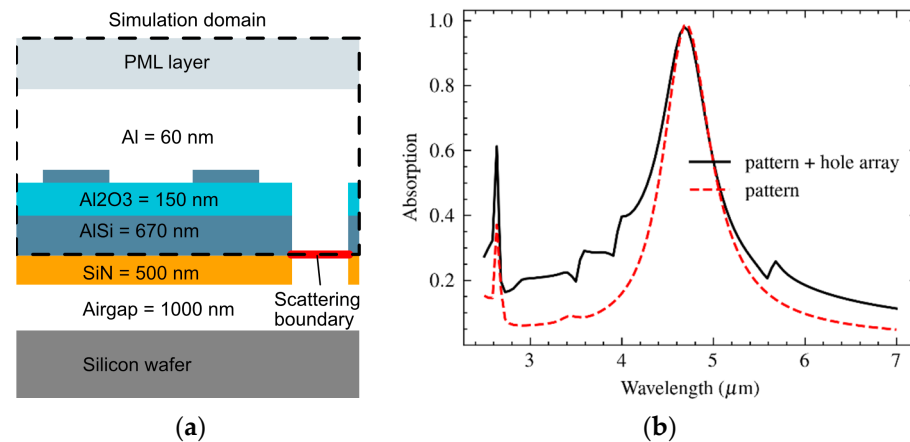 Simulation domain
PML layer
Al = 60 nm
Al2O3 = 150 nm
AlSi = 670 nm
SiN = 500 nm
Scattering
boundary
Airgap = 1000 nm
Silicon wafer
(a)
1.0
0.8
0.6
0.4
0.2
Absorption
pattern + hole array
pattern
3 4 5 6 7
Wavelength (μm)
(b)